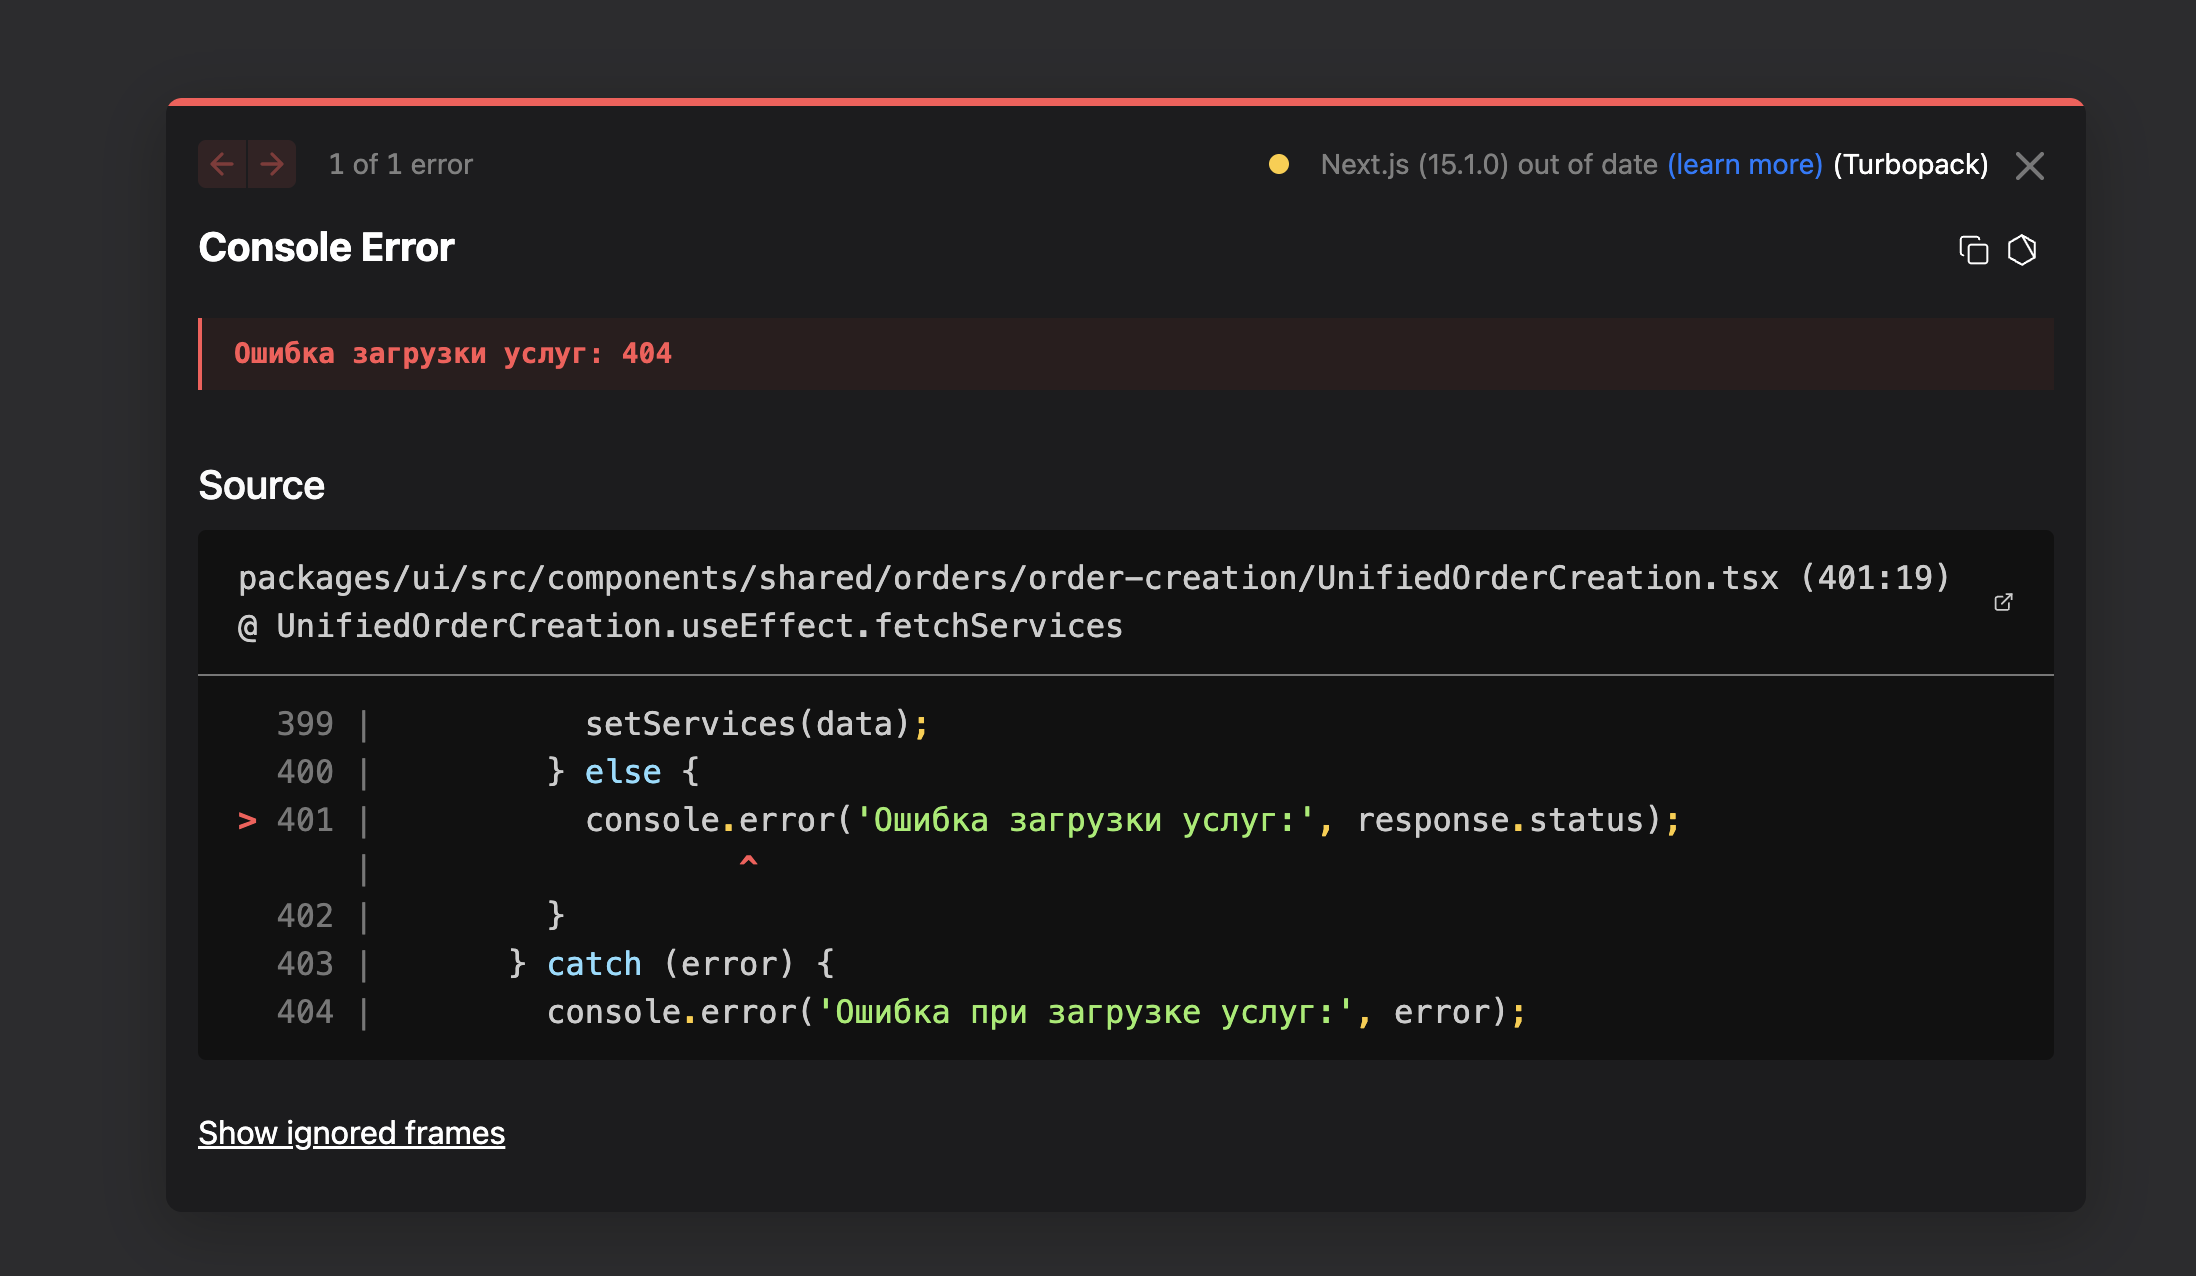 1 of 1 error
Next.js (15.1.0) out of date (learn more) (Turbopack)
Console Error
Ошибка загрузки услуг: 404
Source
packages/ui/src/components/shared/orders/order-creation/UnifiedOrderCreation.tsx (401:19)
@ UnifiedOrderCreation.useEffect.fetchServices
399 |           setServices(data);
400 |         } else {
> 401 |           console.error('Ошибка загрузки услуг:', response.status);
|                   ^
402 |         }
403 |       } catch (error) {
404 |         console.error('Ошибка при загрузке услуг:', error);
Show ignored frames